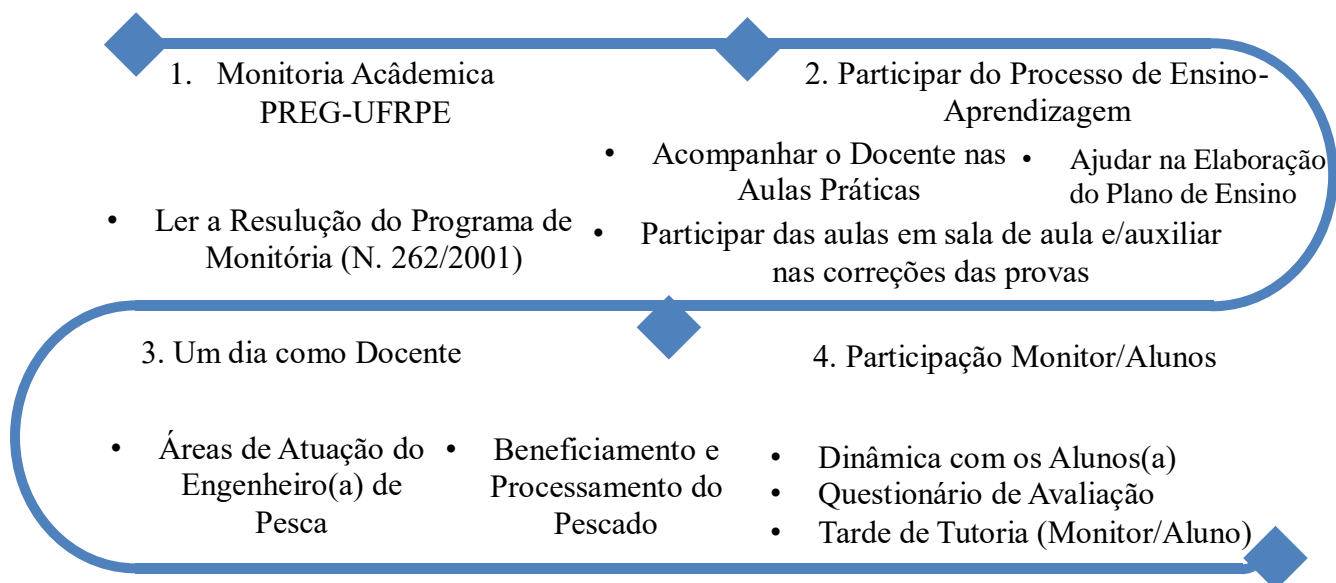 1. Monitoria Acâdemica
PREG-UFRPE
• Ler a Resulução do Programa de
Monitória (N. 262/2001)
2. Participar do Processo de Ensino-
Aprendizagem
• Acompanhar o Docente nas
Aulas Práticas
• Ajudar na Elaboração
do Plano de Ensino
• Participar das aulas em sala de aula e/auxiliar
nas correções das provas
3. Um dia como Docente
• Áreas de Atuação do
Engenheiro(a) de
Pesca
• Beneficiamento e
Processamento do
Pescado
4. Participação Monitor/Alunos
• Dinâmica com os Alunos(a)
• Questionário de Avaliação
• Tarde de Tutoria (Monitor/Aluno)